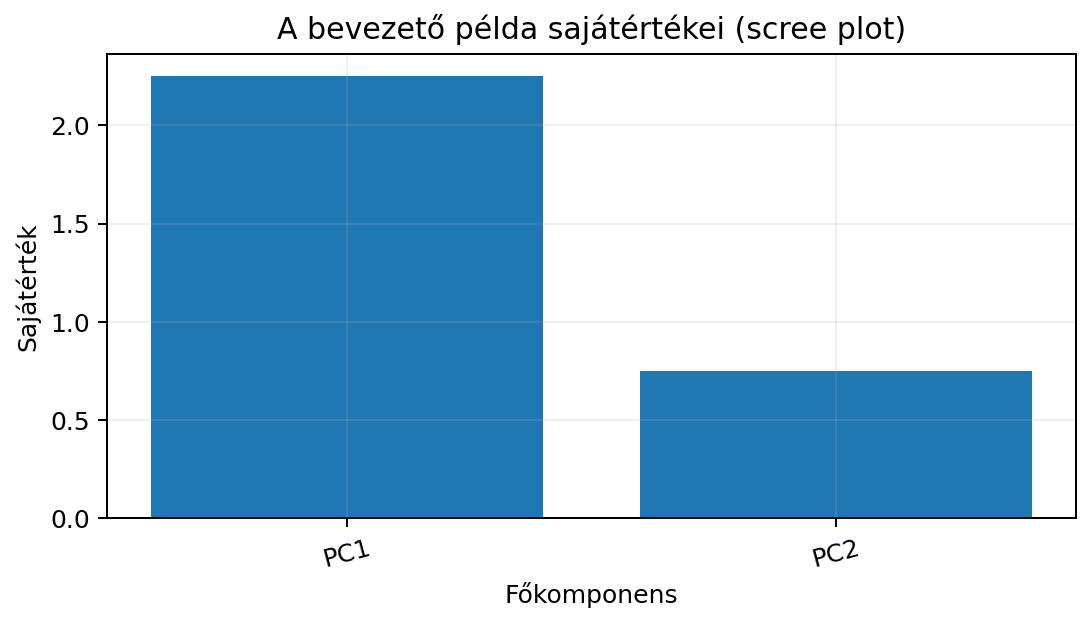 A bevezető példa sajátértékei (scree plot)
Sajátérték
2.0
1.5
1.0
0.5
0.0
PC1
PC2
Főkomponens